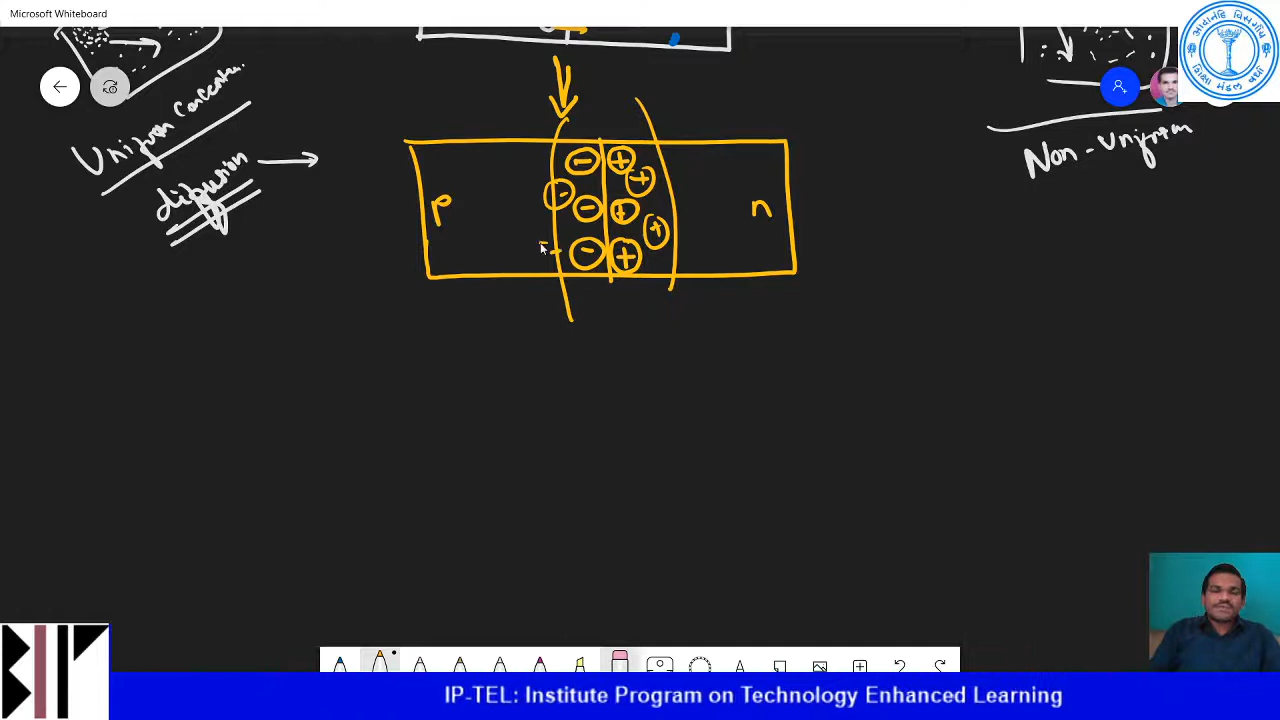 Microsoft Whiteboard
Uniform Concentra.
diffusion
Non-uniform
p
n
IP-TEL: Institute Program on Technology Enhanced Learning